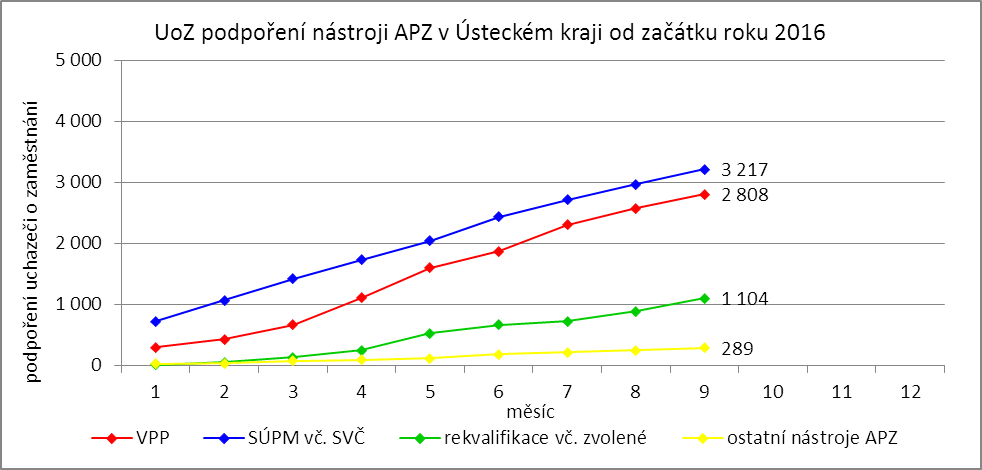 UoZ podpoření nástroji APZ v Ústeckém kraji od začátku roku 2016
podpoření uchazeči o zaměstnání
5 000
4 000
3 000
2 000
1 000
0
3 217
2 808
1 104
289
1 2 3 4 5 6 7 8 9 10 11 12
měsíc
VPP SÚPM vč. SVČ rekvalifikace vč. zvolené ostatní nástroje APZ